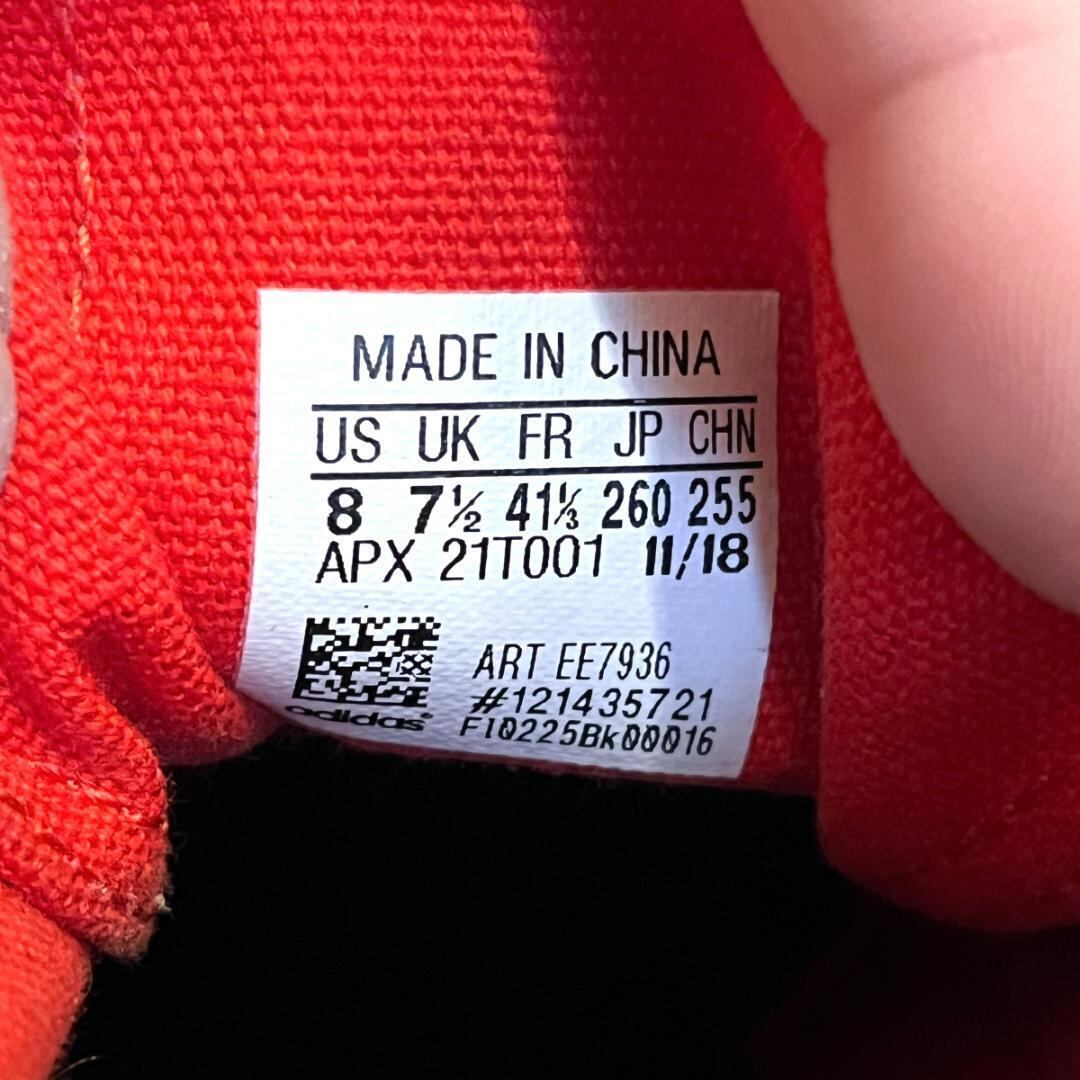 MADE IN CHINA
US UK FR JP CHN
8 7½ 41⅓ 260 255
APX 21T001 11/18
ART EE7936
#121435721
F10225Bk00016
adidas